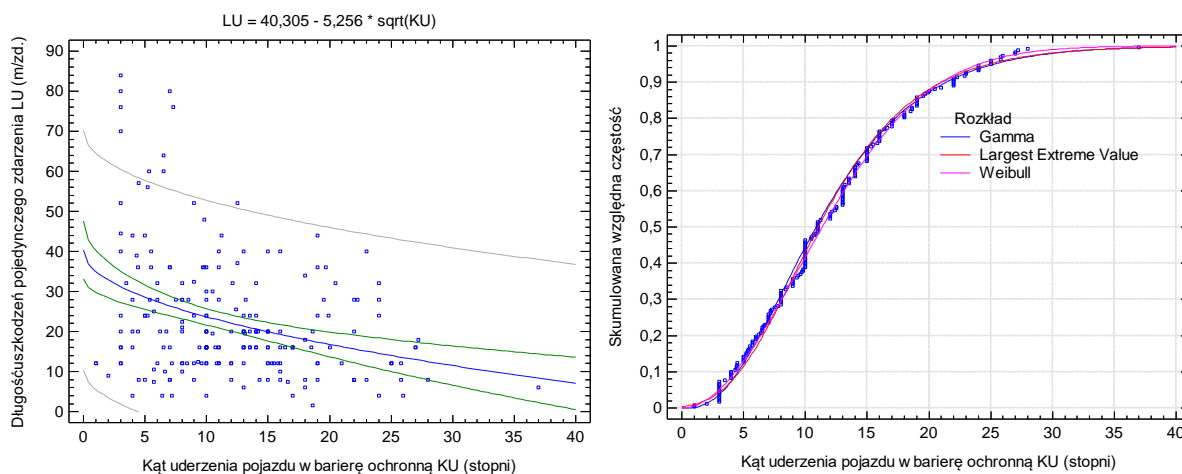 LU = 40,305 - 5,256 * sqrt(KU)
Długośćuszkodzeń pojedynczego zdarzenia LU (m/zd.)
90
80
70
60
50
40
30
20
10
0
0 5 10 15 20 25 30 35 40
Kąt uderzenia pojazdu w barierę ochronną KU (stopni)
Skumulowana względna częstość
1
0,9
0,8
0,7
0,6
0,5
0,4
0,3
0,2
0,1
0
Rozkład
Gamma
Largest Extreme Value
Weibull
0 5 10 15 20 25 30 35 40
Kąt uderzenia pojazdu w barierę ochronną KU (stopni)